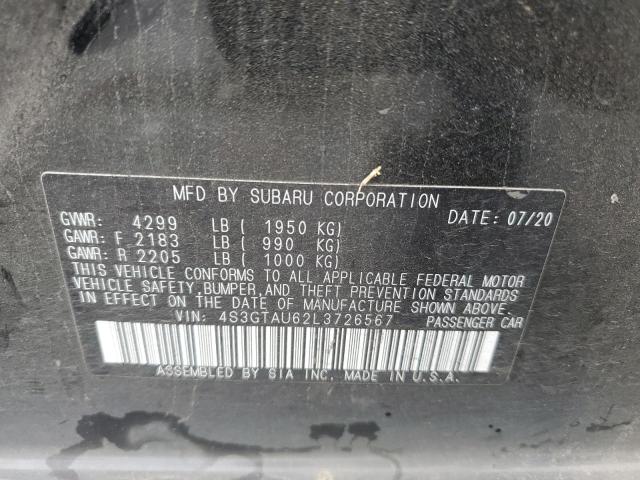 MFD BY SUBARU CORPORATION
GVWR: 4299 LB ( 1950 KG) DATE: 07/20
GAWR: F 2183 LB ( 990 KG)
GAWR: R 2205 LB ( 1000 KG)
THIS VEHICLE CONFORMS TO ALL APPLICABLE FEDERAL MOTOR
VEHICLE SAFETY, BUMPER, AND THEFT PREVENTION STANDARDS
IN EFFECT ON THE DATE OF MANUFACTURE SHOWN ABOVE.
VIN: 4S3GTAU62L3726567 PASSENGER CAR
ASSEMBLED BY SIA INC. MADE IN U.S.A.